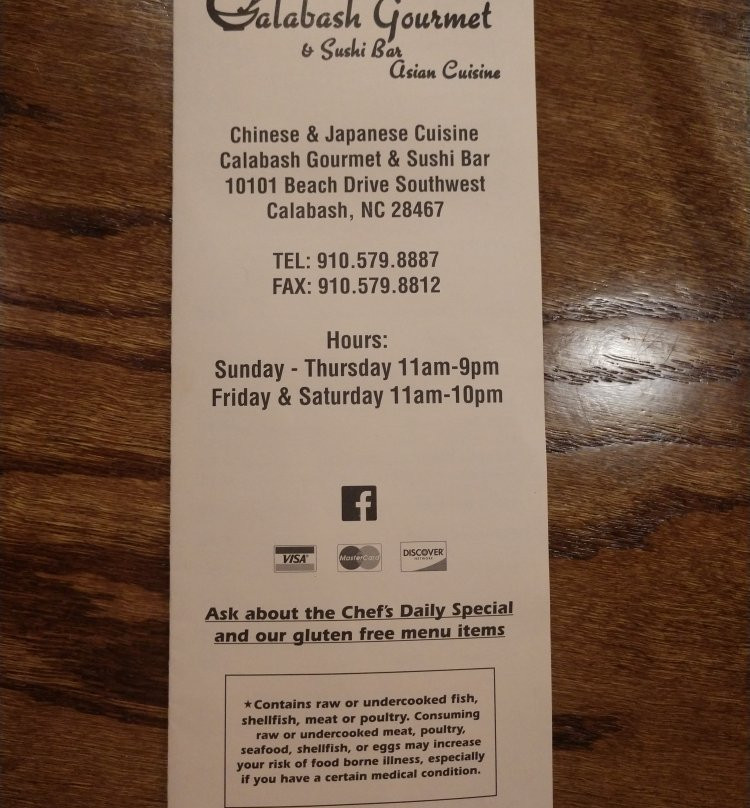 Calabash Gourmet
& Sushi Bar
Asian Cuisine
Chinese & Japanese Cuisine
Calabash Gourmet & Sushi Bar
10101 Beach Drive Southwest
Calabash, NC 28467
TEL: 910.579.8887
FAX: 910.579.8812
Hours:
Sunday - Thursday 11am-9pm
Friday & Saturday 11am-10pm
f
VISA MasterCard DISCOVER
NETWORK
Ask about the Chef's Daily Special
and our gluten free menu items
★Contains raw or undercooked fish,
shellfish, meat or poultry. Consuming
raw or undercooked meat, poultry,
seafood, shellfish, or eggs may increase
your risk of food borne illness, especially
if you have a certain medical condition.